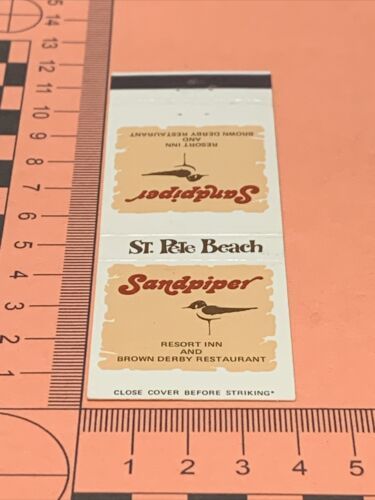 BROWN DERBY RESTAURANT
AND
RESORT INN
Sandpiper
ST. PETE BEACH
Sandpiper
RESORT INN
AND
BROWN DERBY RESTAURANT
CLOSE COVER BEFORE STRIKING*
15
14
13
12
11
10
9
8
7
6
5
4
3
2
1
1 2 3 4 5